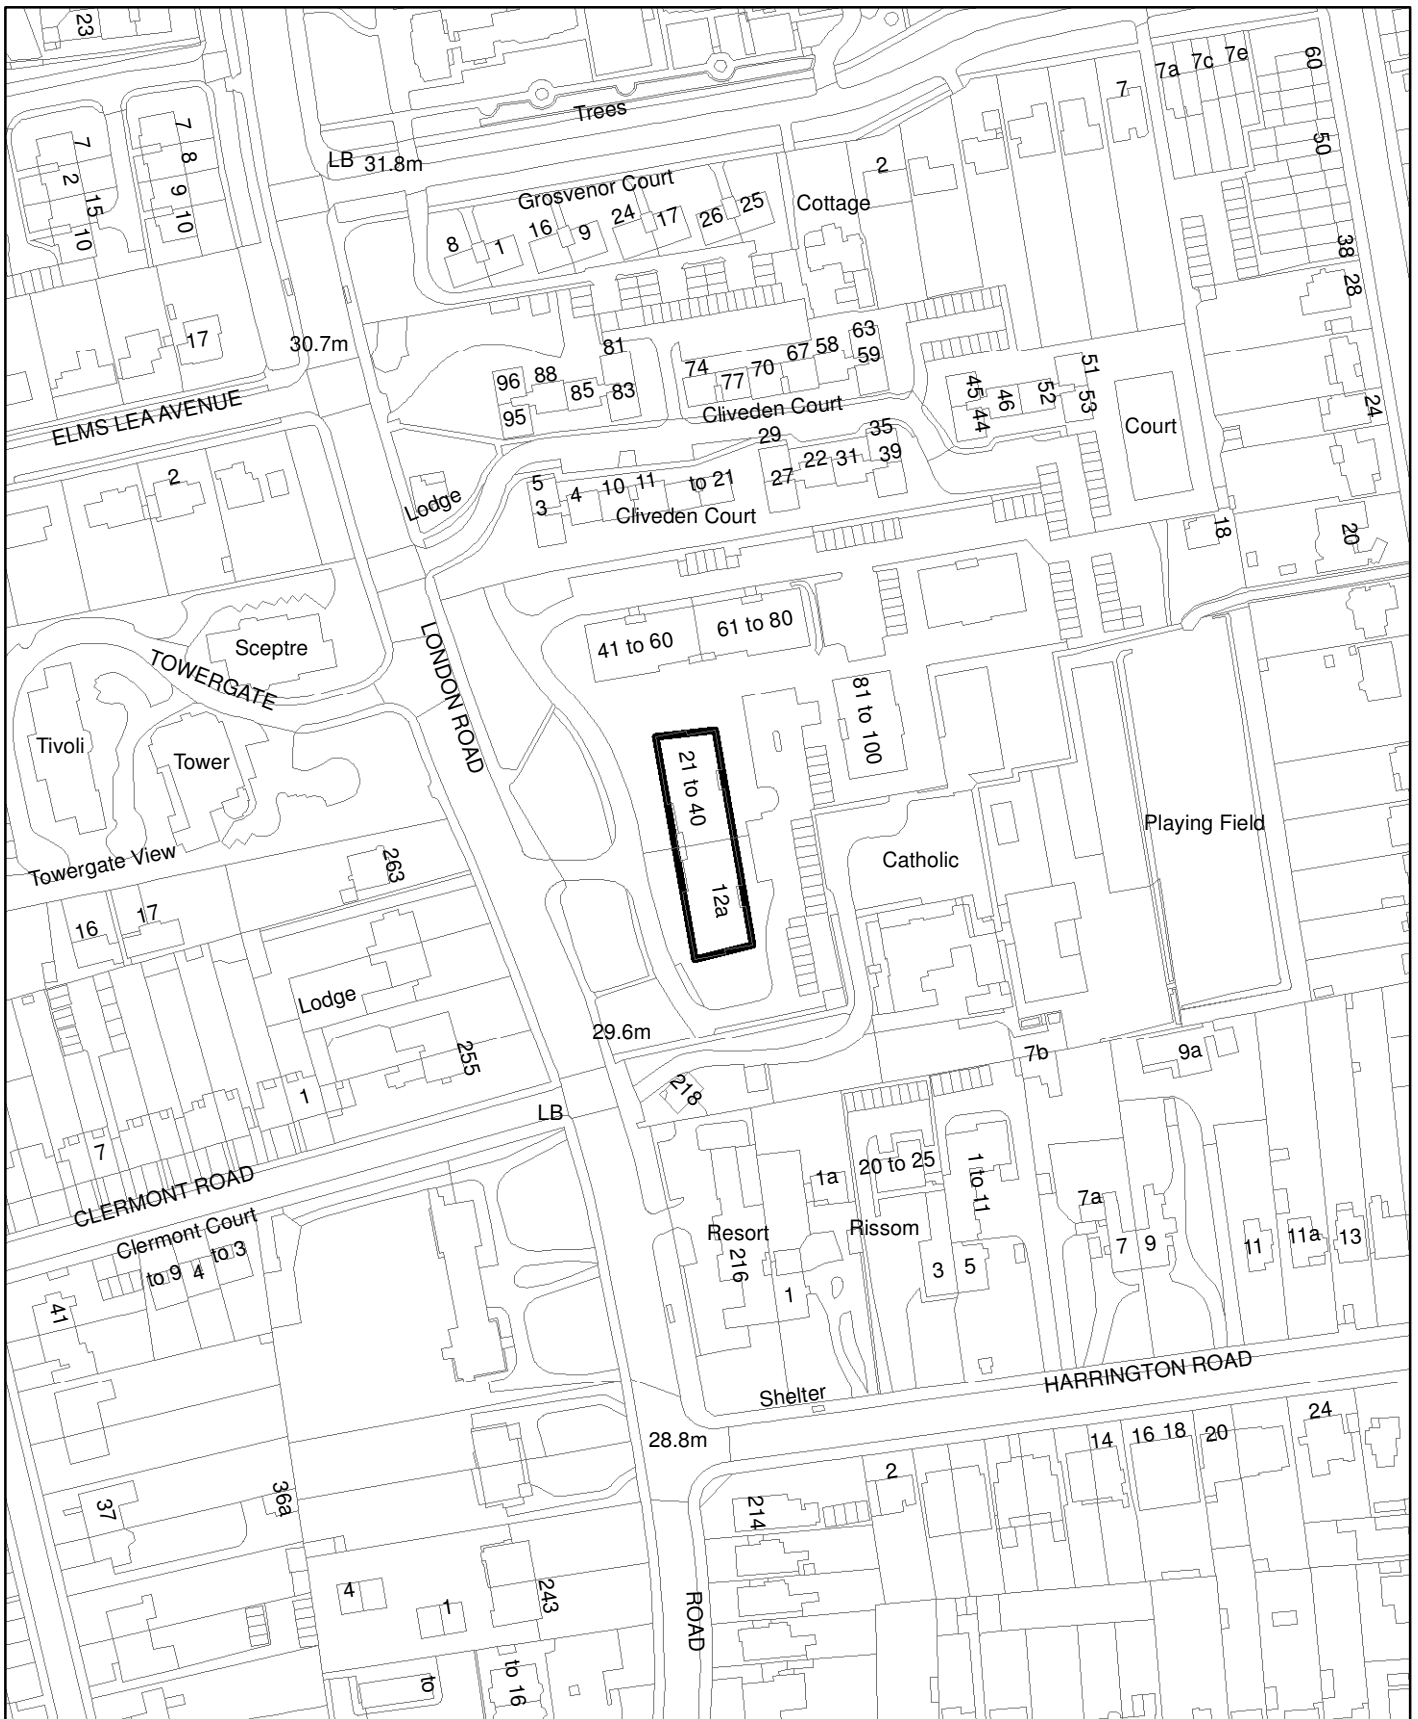 23
Trees
LB 31.8m
7a 7c 7e
60
7
50
7
2
15
10
7
8
9
10
Grosvenor Court
8
1
16
9
24
17
26
25
Cottage
2
38
28
17
30.7m
ELMS LEA AVENUE
81
96
88
85
83
95
74
77
70
67
58
63
59
Cliveden Court
45
44
46
52
51
53
Court
24
2
Lodge
5
3
4
10
11
to 21
29
27
22
31
35
39
Cliveden Court
18
20
Sceptre
TOWERGATE
LONDON ROAD
41 to 60
61 to 80
81 to 100
Tivoli
Tower
21 to 40
12a
Playing Field
Catholic
Towergate View
263
16
17
Lodge
255
29.6m
7b
9a
218
1
LB
7
CLERMONT ROAD
Clermont Court
to 9
4
to 3
41
1a
20 to 25
1 to 11
Resort
216
Rissom
1
3
5
7a
7
9
11
11a
13
HARRINGTON ROAD
Shelter
28.8m
2
14
16
18
20
24
37
36a
214
4
1
243
ROAD
to
to 16